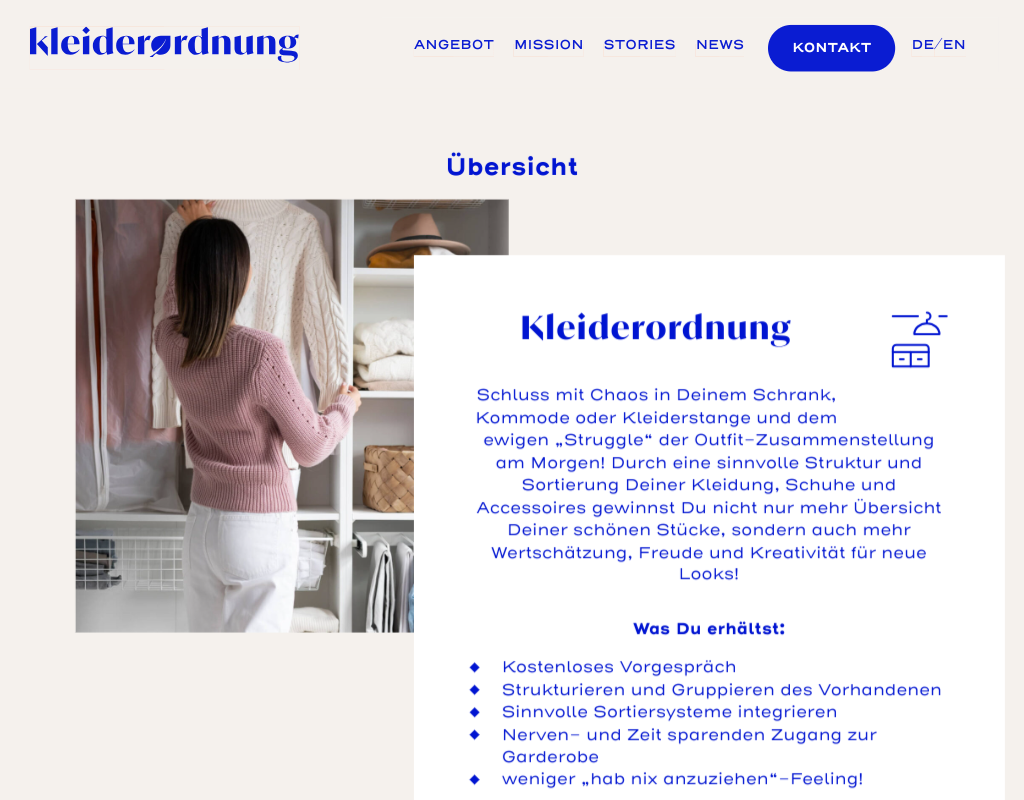 kleiderordnung
ANGEBOT MISSION STORIES NEWS KONTAKT DE/EN
Übersicht
Kleiderordnung
Schluss mit Chaos in Deinem Schrank,
Kommode oder Kleiderstange und dem
ewigen „Struggle“ der Outfit-Zusammenstellung
am Morgen! Durch eine sinnvolle Struktur und
Sortierung Deiner Kleidung, Schuhe und
Accessoires gewinnst Du nicht nur mehr Übersicht
Deiner schönen Stücke, sondern auch mehr
Wertschätzung, Freude und Kreativität für neue
Looks!
Was Du erhältst:
◆ Kostenloses Vorgespräch
◆ Strukturieren und Gruppieren des Vorhandenen
◆ Sinnvolle Sortiersysteme integrieren
◆ Nerven- und Zeit sparenden Zugang zur
Garderobe
◆ weniger „hab nix anzuziehen“-Feeling!